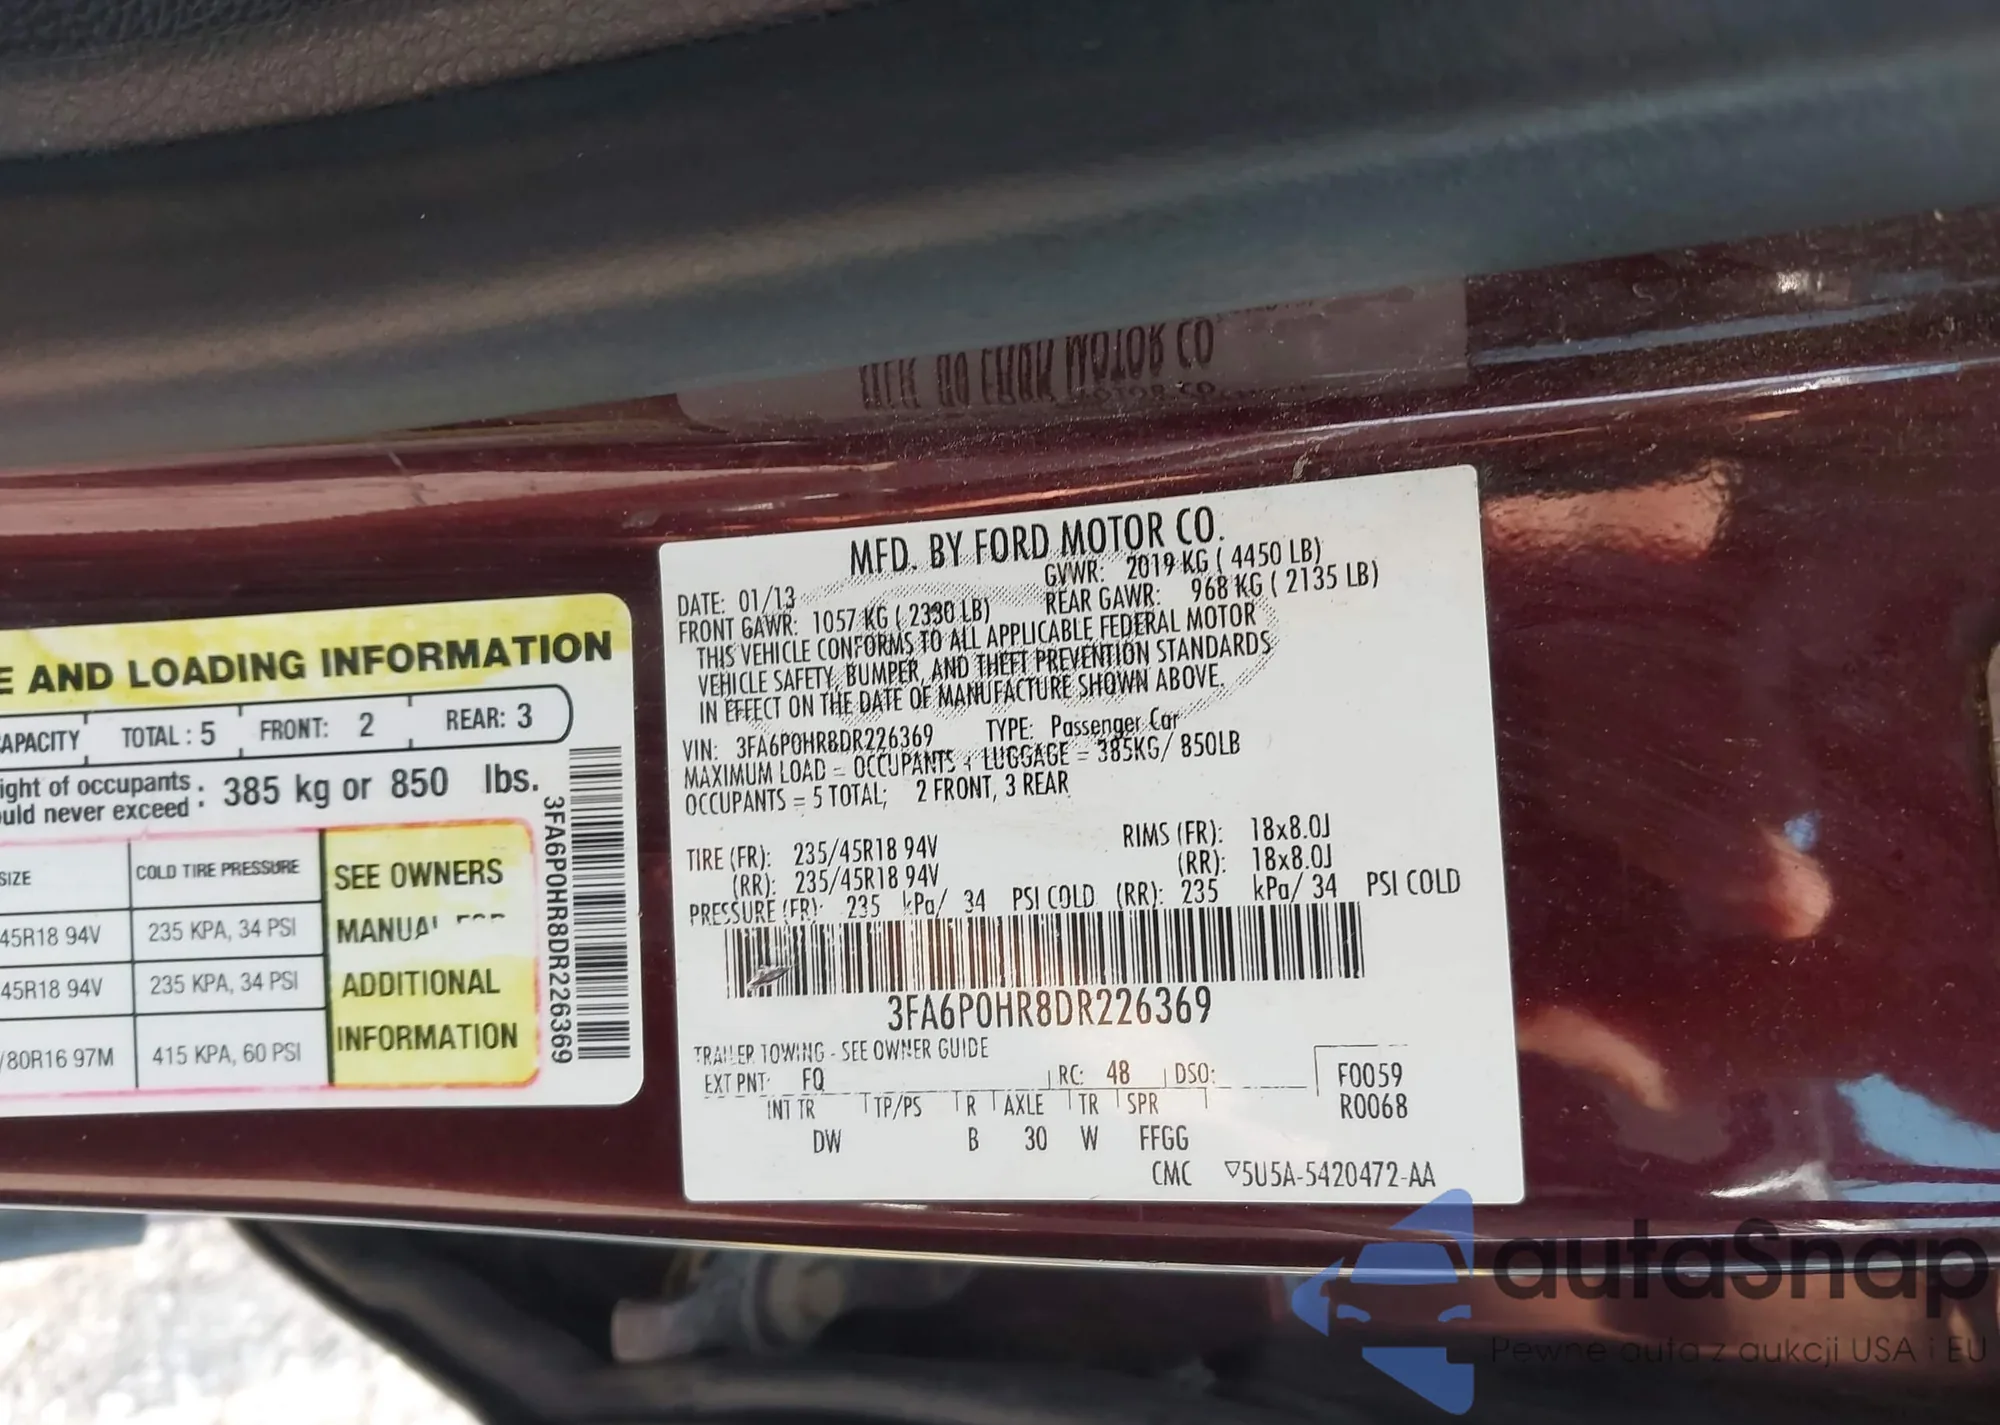 MFD. BY FORD MOTOR CO.
DATE: 01/13 GVWR: 2019 KG ( 4450 LB)
FRONT GAWR: 1057 KG ( 2330 LB) REAR GAWR: 968 KG ( 2135 LB)
THIS VEHICLE CONFORMS TO ALL APPLICABLE FEDERAL MOTOR
VEHICLE SAFETY, BUMPER, AND THEFT PREVENTION STANDARDS
IN EFFECT ON THE DATE OF MANUFACTURE SHOWN ABOVE.
VIN: 3FA6P0HR8DR226369 TYPE: Passenger Car
MAXIMUM LOAD = OCCUPANTS + LUGGAGE = 385KG/ 850LB
OCCUPANTS = 5 TOTAL; 2 FRONT, 3 REAR
TIRE (FR): 235/45R18 94V RIMS (FR): 18x8.0J
(RR): 235/45R18 94V (RR): 18x8.0J
PRESSURE (FR): 235 kPa/ 34 PSI COLD (RR): 235 kPa/ 34 PSI COLD
3FA6P0HR8DR226369
TRAILER TOWING - SEE OWNER GUIDE
EXT PNT: FQ RC: 48 DSO: F0059
INT TR TP/PS R AXLE TR SPR R0068
DW B 30 W FFGG
CMC ▽5U5A-5420472-AA
E AND LOADING INFORMATION
APACITY TOTAL : 5 FRONT: 2 REAR: 3
ight of occupants : 385 kg or 850 lbs.
uld never exceed
SIZE COLD TIRE PRESSURE SEE OWNERS
45R18 94V 235 KPA, 34 PSI MANUAL FOR
45R18 94V 235 KPA, 34 PSI ADDITIONAL
/80R16 97M 415 KPA, 60 PSI INFORMATION
3FA6P0HR8DR226369
autaSnap
Pewne auta z aukcji USA i EU